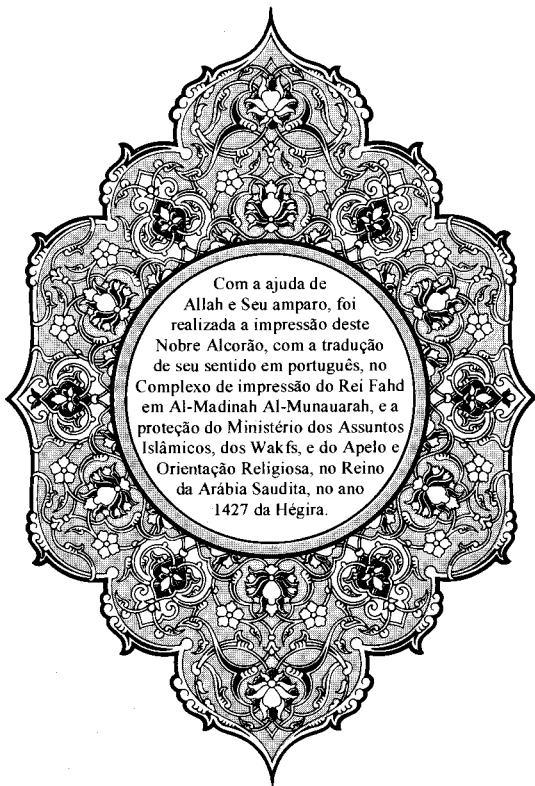 Com a ajuda de
Allah e Seu amparo, foi
realizada a impressão deste
Nobre Alcorão, com a tradução
de seu sentido em português, no
Complexo de impressão do Rei Fahd
em Al-Madinah Al-Munauarah, e a
proteção do Ministério dos Assuntos
Islâmicos, dos Wakfs, e do Apelo e
Orientação Religiosa, no Reino
da Arábia Saudita, no ano
1427 da Hégira.